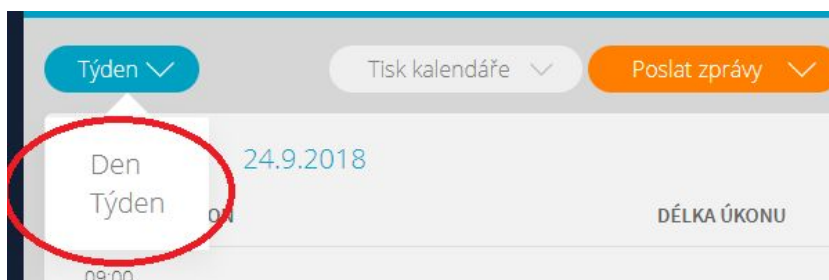 Týden
Tisk kalendáře
Poslat zprávy
Den
Týden
24.9.2018
ON
DÉLKA ÚKONU
09:00